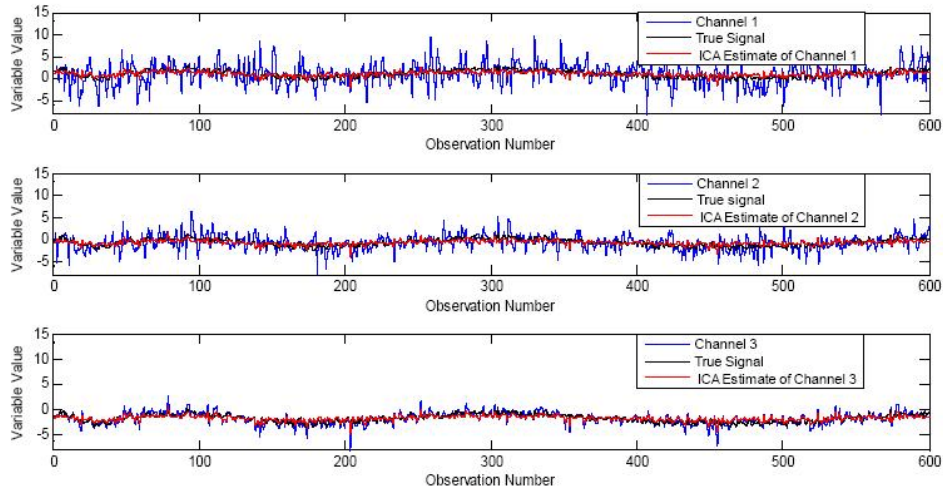 15
10
5
0
-5
Variable Value
Channel 1
True Signal
ICA Estimate of Channel 1
0 100 200 300 400 500 600
Observation Number
15
10
5
0
-5
Variable Value
Channel 2
True signal
ICA Estimate of Channel 2
0 100 200 300 400 500 600
Observation Number
15
10
5
0
-5
Variable Value
Channel 3
True Signal
ICA Estimate of Channel 3
0 100 200 300 400 500 600
Observation Number